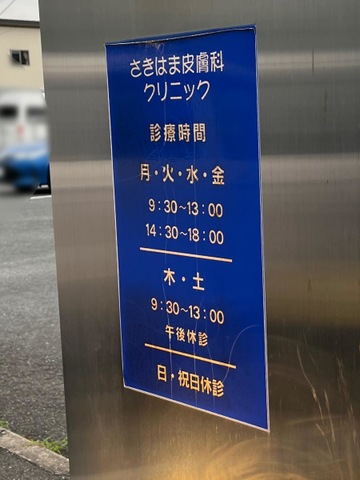 さきはま皮膚科
クリニック
診療時間
月・火・水・金
9：30~13：00
14：30~18：00
木・土
9：30~13：00
午後休診
日・祝日休診